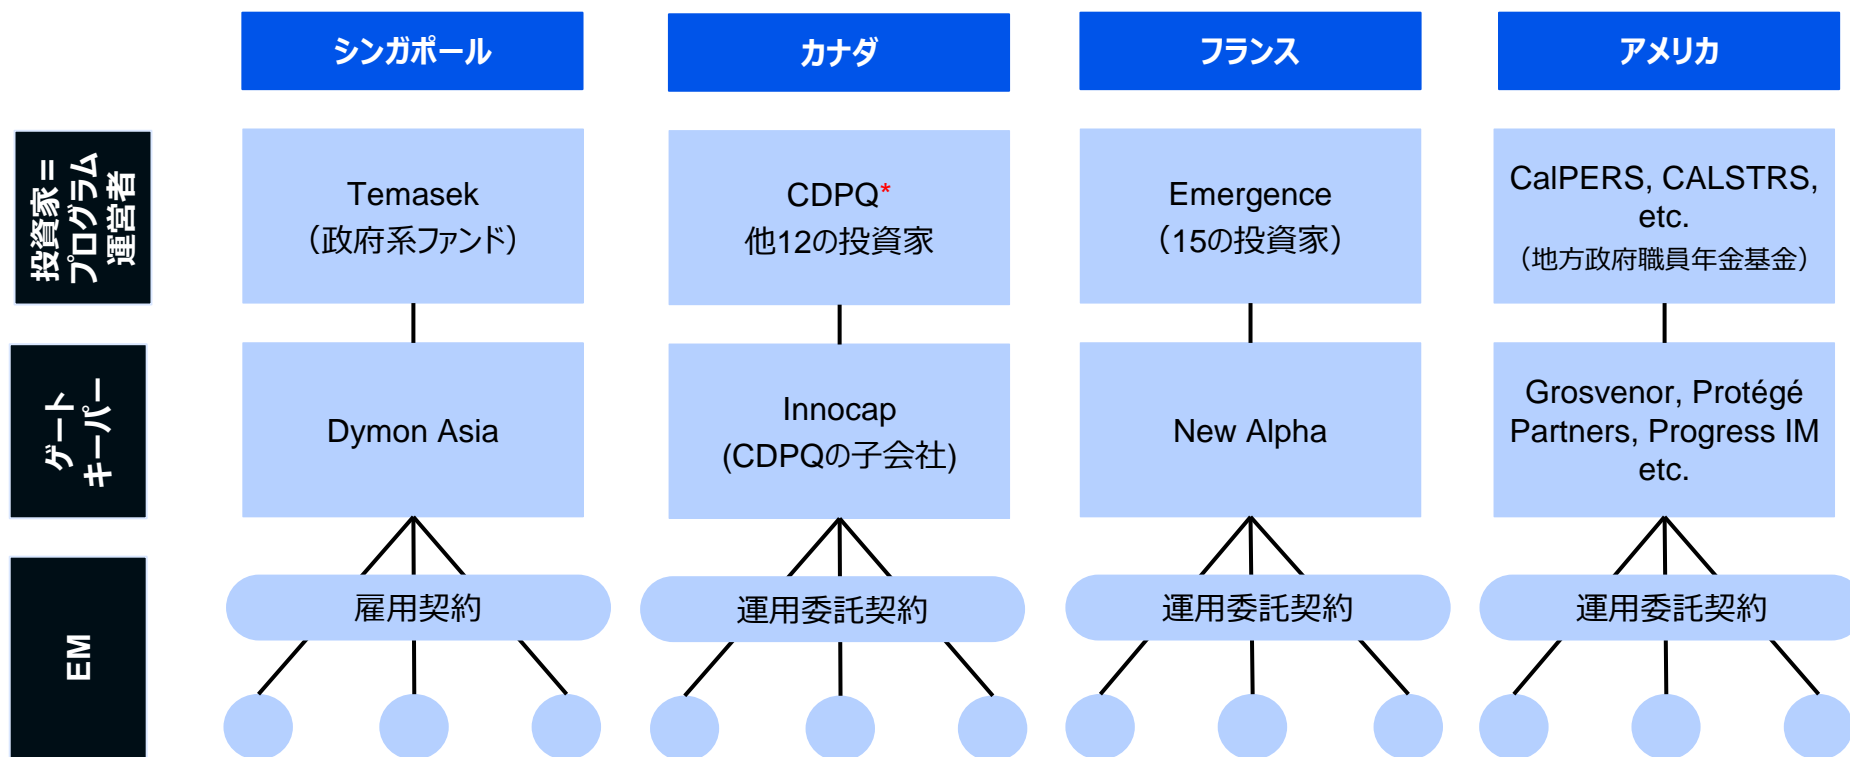 シンガポール
カナダ
フランス
アメリカ
投資家＝
プログラム
運営者
Temasek
（政府系ファンド）
CDPQ*
他12の投資家
Emergence
（15の投資家）
CalPERS, CALSTRS,
etc.
（地方政府職員年金基金）
ゲート
キーパー
Dymon Asia
Innocap
(CDPQの子会社)
New Alpha
Grosvenor, Protégé
Partners, Progress IM
etc.
EM
雇用契約
運用委託契約
運用委託契約
運用委託契約